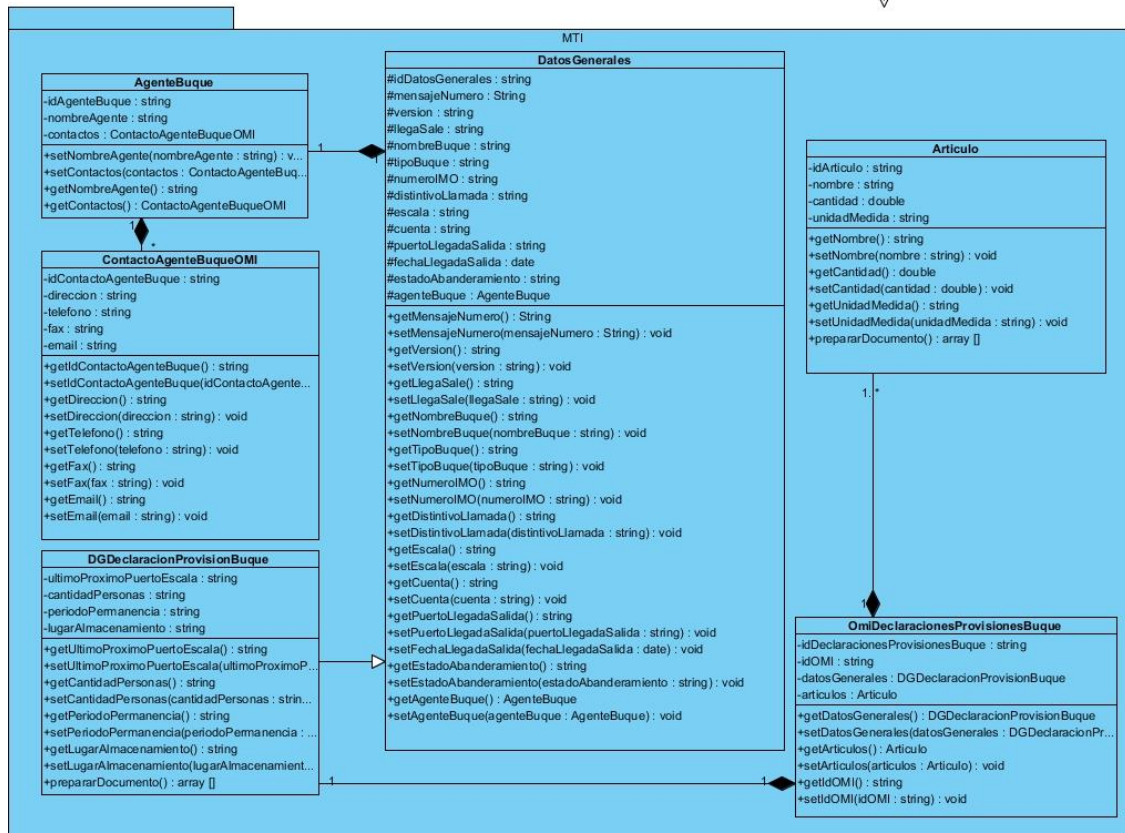 MTI
AgenteBuque
-idAgenteBuque : string
-nombreAgente : string
-contactos : ContactoAgenteBuqueOMI
+setNombreAgente(nombreAgente : string) : v...
+setContactos(contactos : ContactoAgenteBuq...
+getNombreAgente() : string
+getContactos() : ContactoAgenteBuqueOMI
1
1
*
ContactoAgenteBuqueOMI
-idContactoAgenteBuque : string
-direccion : string
-telefono : string
-fax : string
-email : string
+getIdContactoAgenteBuque() : string
+setIdContactoAgenteBuque(idContactoAgente...
+getDireccion() : string
+setDireccion(direccion : string) : void
+getTelefono() : string
+setTelefono(telefono : string) : void
+getFax() : string
+setFax(fax : string) : void
+getEmail() : string
+setEmail(email : string) : void
DGDeclaracionProvisionBuque
-ultimoProximoPuertoEscala : string
-cantidadPersonas : string
-periodoPermanencia : string
-lugarAlmacenamiento : string
+getUltimoProximoPuertoEscala() : string
+setUltimoProximoPuertoEscala(ultimoProximoP...
+getCantidadPersonas() : string
+setCantidadPersonas(cantidadPersonas : strin...
+getPeriodoPermanencia() : string
+setPeriodoPermanencia(periodoPermanencia : ...
+getLugarAlmacenamiento() : string
+setLugarAlmacenamiento(lugarAlmacenamient...
+prepararDocumento() : array []
1
1
DatosGenerales
#idDatosGenerales : string
#mensajeNumero : String
#version : string
#llegaSale : string
#nombreBuque : string
#tipoBuque : string
#numeroIMO : string
#distintivoLlamada : string
#escala : string
#cuenta : string
#puertoLlegadaSalida : string
#fechaLlegadaSalida : date
#estadoAbanderamiento : string
#agenteBuque : AgenteBuque
+getMensajeNumero() : String
+setMensajeNumero(mensajeNumero : String) : void
+getVersion() : string
+setVersion(version : string) : void
+getLlegaSale() : string
+setLlegaSale(llegaSale : string) : void
+getNombreBuque() : string
+setNombreBuque(nombreBuque : string) : void
+getTipoBuque() : string
+setTipoBuque(tipoBuque : string) : void
+getNumeroIMO() : string
+setNumeroIMO(numeroIMO : string) : void
+getDistintivoLlamada() : string
+setDistintivoLlamada(distintivoLlamada : string) : void
+getEscala() : string
+setEscala(escala : string) : void
+getCuenta() : string
+setCuenta(cuenta : string) : void
+getPuertoLlegadaSalida() : string
+setPuertoLlegadaSalida(puertoLlegadaSalida : string) : void
+setFechaLlegadaSalida(fechaLlegadaSalida : date) : void
+getEstadoAbanderamiento() : string
+setEstadoAbanderamiento(estadoAbanderamiento : string) : void
+getAgenteBuque() : AgenteBuque
+setAgenteBuque(agenteBuque : AgenteBuque) : void
Articulo
-idArticulo : string
-nombre : string
-cantidad : double
-unidadMedida : string
+getNombre() : string
+setNombre(nombre : string) : void
+getCantidad() : double
+setCantidad(cantidad : double) : void
+getUnidadMedida() : string
+setUnidadMedida(unidadMedida : string) : void
+prepararDocumento() : array []
1..*
1
OmiDeclaracionesProvisionesBuque
-idDeclaracionesProvisionesBuque : string
-idOMI : string
-datosGenerales : DGDeclaracionProvisionBuque
-articulos : Articulo
+getDatosGenerales() : DGDeclaracionProvisionBuque
+setDatosGenerales(datosGenerales : DGDeclaracionPr...
+getArticulos() : Articulo
+setArticulos(articulos : Articulo) : void
+getIdOMI() : string
+setIdOMI(idOMI : string) : void